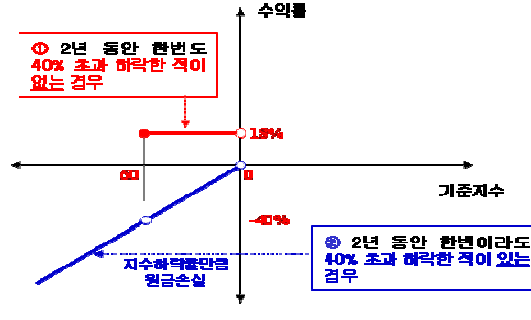 수익률
① 2년 동안 한번도
40% 초과 하락한 적이
없는 경우
60
0
기준지수
-40%
② 2년 동안 한번이라도
40% 초과 하락한 적이 있는
경우
지수하락률만큼
원금손실